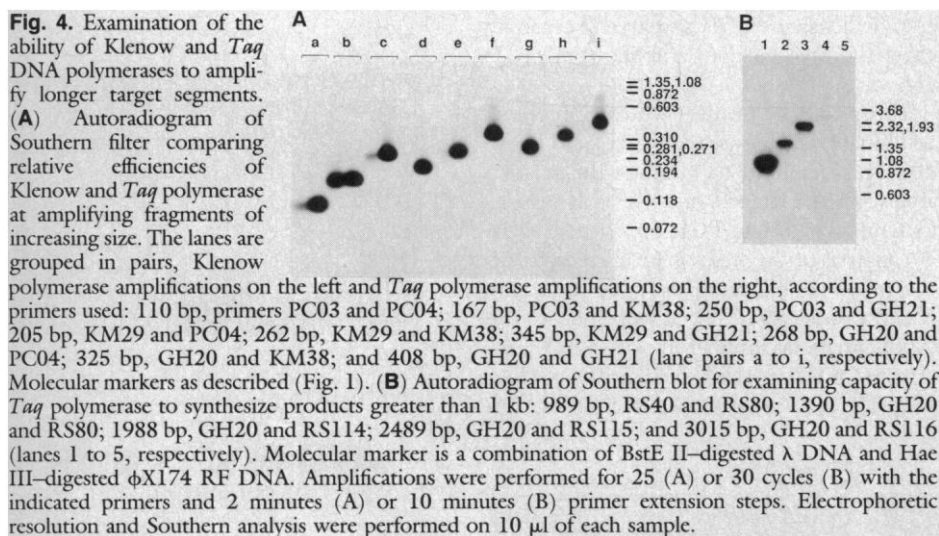 Fig. 4. Examination of the
ability of Klenow and Taq
DNA polymerases to ampli-
fy longer target segments.
(A) Autoradiogram of
Southern filter comparing
relative efficiencies of
Klenow and Taq polymerase
at amplifying fragments of
increasing size. The lanes are
grouped in pairs, Klenow
polymerase amplifications on the left and Taq polymerase amplifications on the right, according to the
primers used: 110 bp, primers PC03 and PC04; 167 bp, PC03 and KM38; 250 bp, PC03 and GH21;
205 bp, KM29 and PC04; 262 bp, KM29 and KM38; 345 bp, KM29 and GH21; 268 bp, GH20 and
PC04; 325 bp, GH20 and KM38; and 408 bp, GH20 and GH21 (lane pairs a to i, respectively).
Molecular markers as described (Fig. 1). (B) Autoradiogram of Southern blot for examining capacity of
Taq polymerase to synthesize products greater than 1 kb: 989 bp, RS40 and RS80; 1390 bp, GH20
and RS80; 1988 bp, GH20 and RS114; 2489 bp, GH20 and RS115; and 3015 bp, GH20 and RS116
(lanes 1 to 5, respectively). Molecular marker is a combination of BstE II–digested λ DNA and Hae
III–digested ϕX174 RF DNA. Amplifications were performed for 25 (A) or 30 cycles (B) with the
indicated primers and 2 minutes (A) or 10 minutes (B) primer extension steps. Electrophoretic
resolution and Southern analysis were performed on 10 μl of each sample.
A
a b c d e f g h i
1.35,1.08
0.872
0.603
0.310
0.281,0.271
0.234
0.194
0.118
0.072
B
1 2 3 4 5
3.68
2.32,1.93
1.35
1.08
0.872
0.603